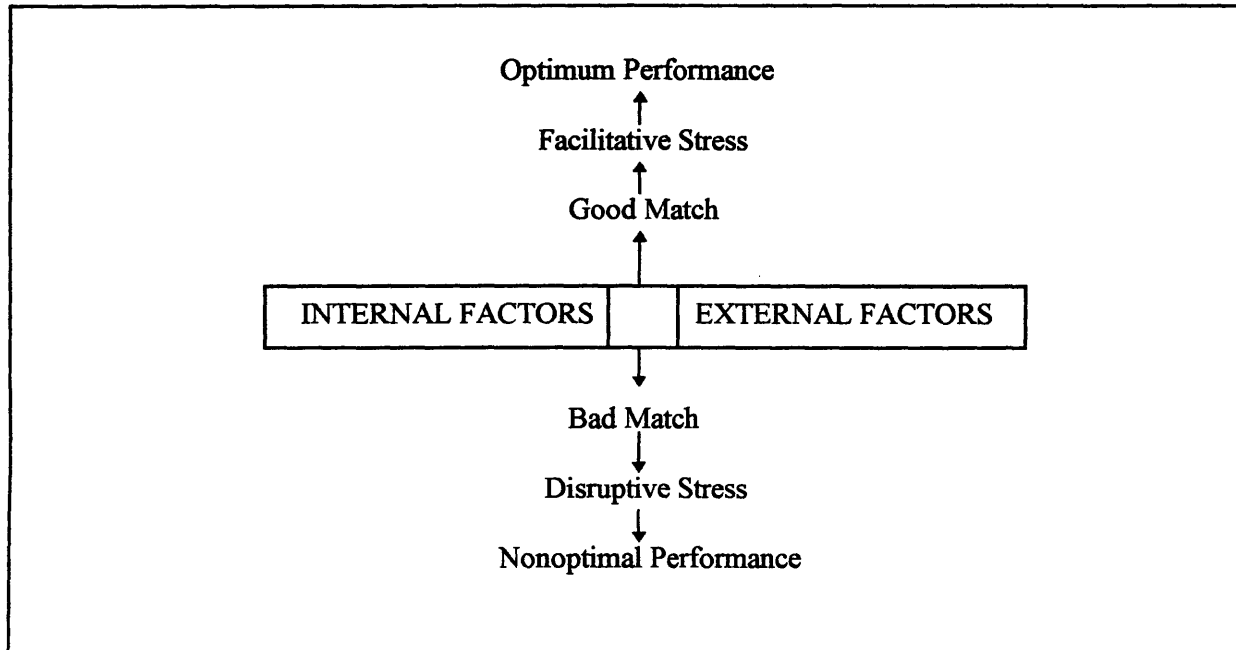 Optimum Performance
Facilitative Stress
Good Match
INTERNAL FACTORS EXTERNAL FACTORS
Bad Match
Disruptive Stress
Nonoptimal Performance